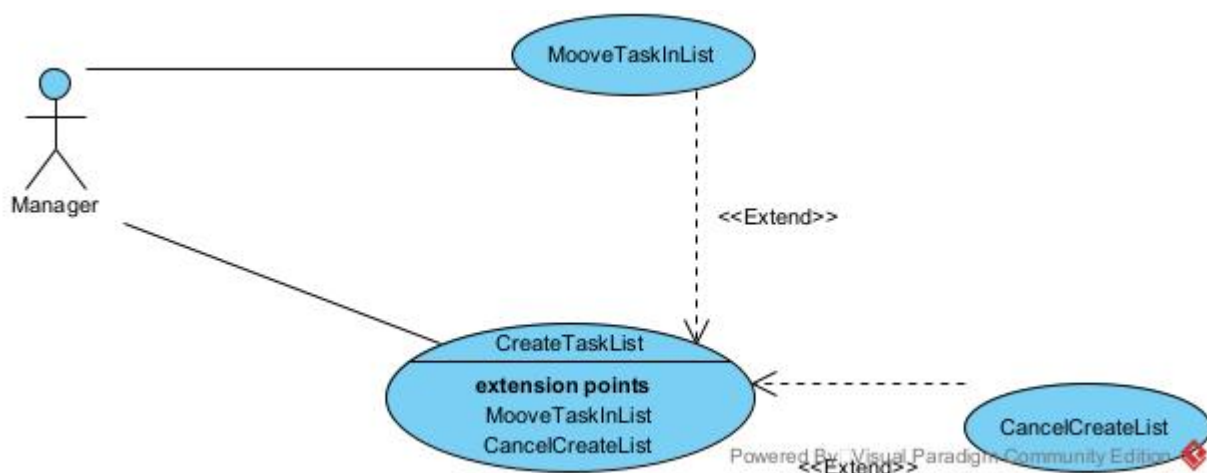 MooveTaskInList
Manager
<<Extend>>
CreateTaskList
extension points
MooveTaskInList
CancelCreateList
CancelCreateList
Powered By: Visual Paradigm Community Edition
<<Extend>>